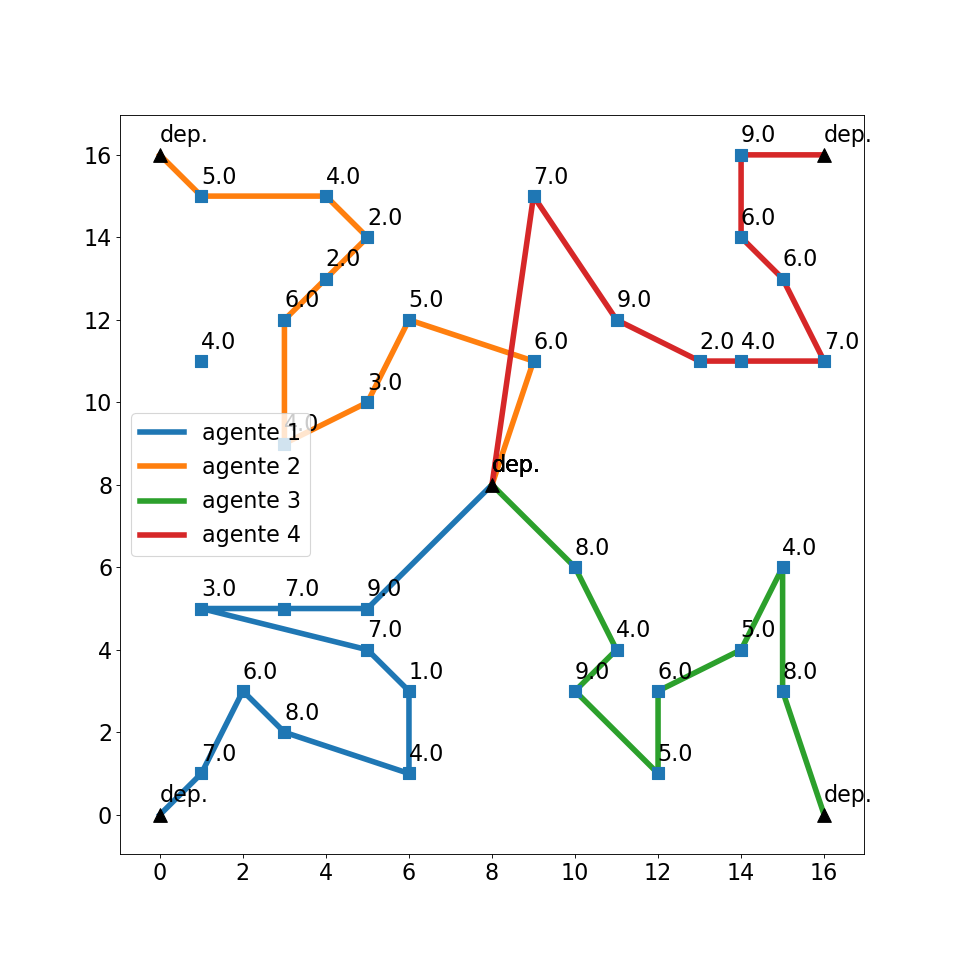 dep. 9.0 dep.
16
5.0 4.0 7.0
2.0 6.0
14
2.0 6.0
6.0 5.0 9.0
12
4.0 6.0 2.0 4.0 7.0
3.0
10
4.0
agente 1
agente 2
agente 3
agente 4
dep.
8
8.0 4.0
6
3.0 7.0 9.0
7.0 4.0 5.0
4
6.0 1.0 9.0 6.0 8.0
8.0
2
7.0 4.0 5.0
dep. dep.
0
0 2 4 6 8 10 12 14 16